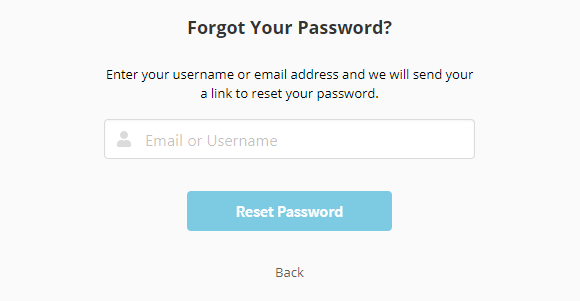 Forgot Your Password?
Enter your username or email address and we will send your
a link to reset your password.
Email or Username
Reset Password
Back